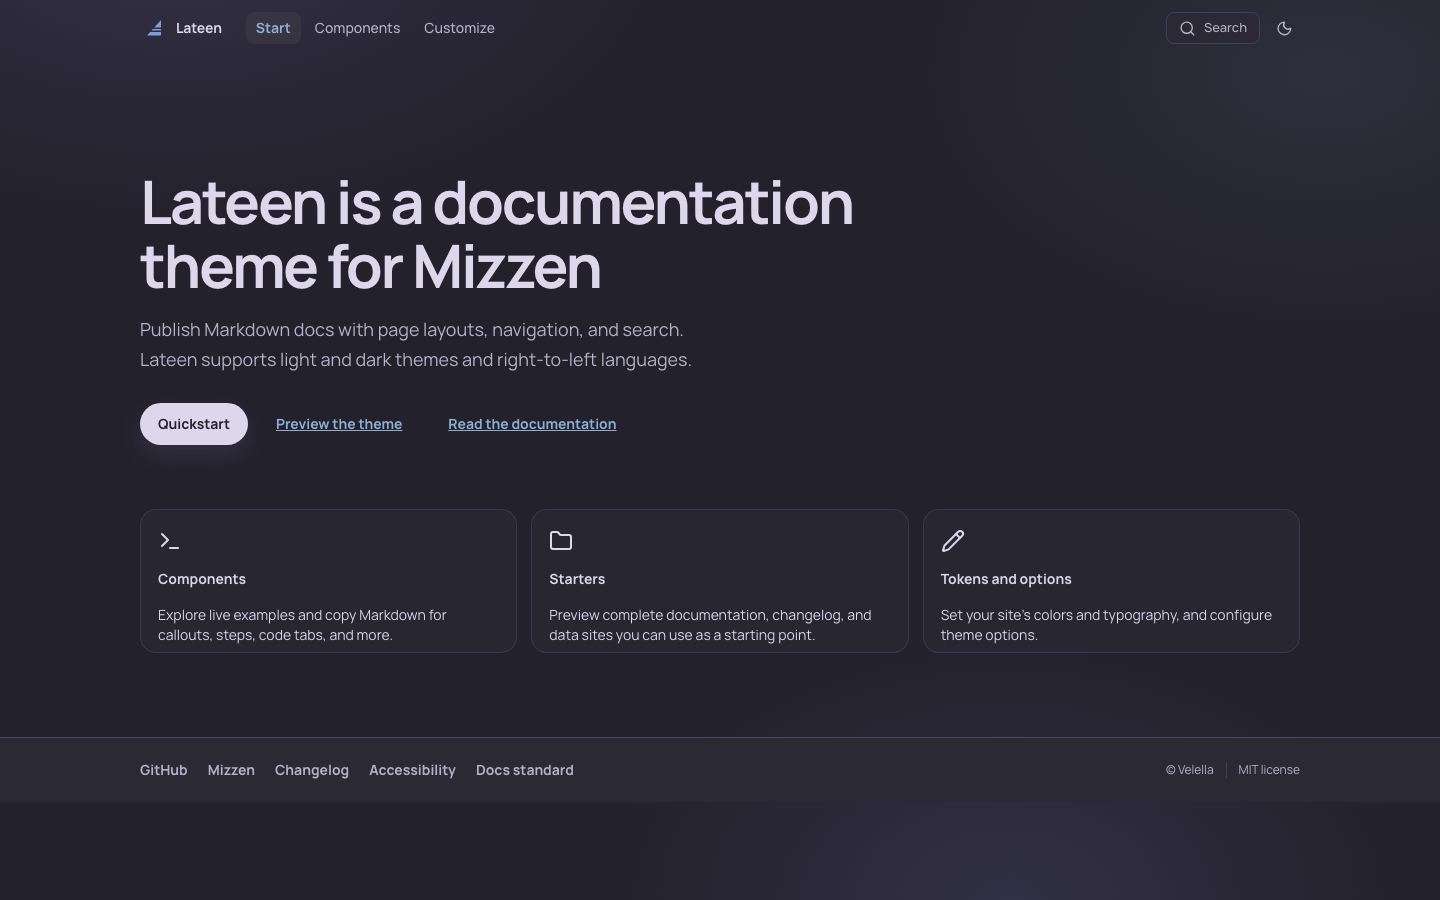 Lateen
Start
Components
Customize
Search
Lateen is a documentation
theme for Mizzen
Publish Markdown docs with page layouts, navigation, and search.
Lateen supports light and dark themes and right-to-left languages.
Quickstart
Preview the theme
Read the documentation
Components
Explore live examples and copy Markdown for
callouts, steps, code tabs, and more.
Starters
Preview complete documentation, changelog, and
data sites you can use as a starting point.
Tokens and options
Set your site's colors and typography, and configure
theme options.
GitHub
Mizzen
Changelog
Accessibility
Docs standard
© Velella
MIT license